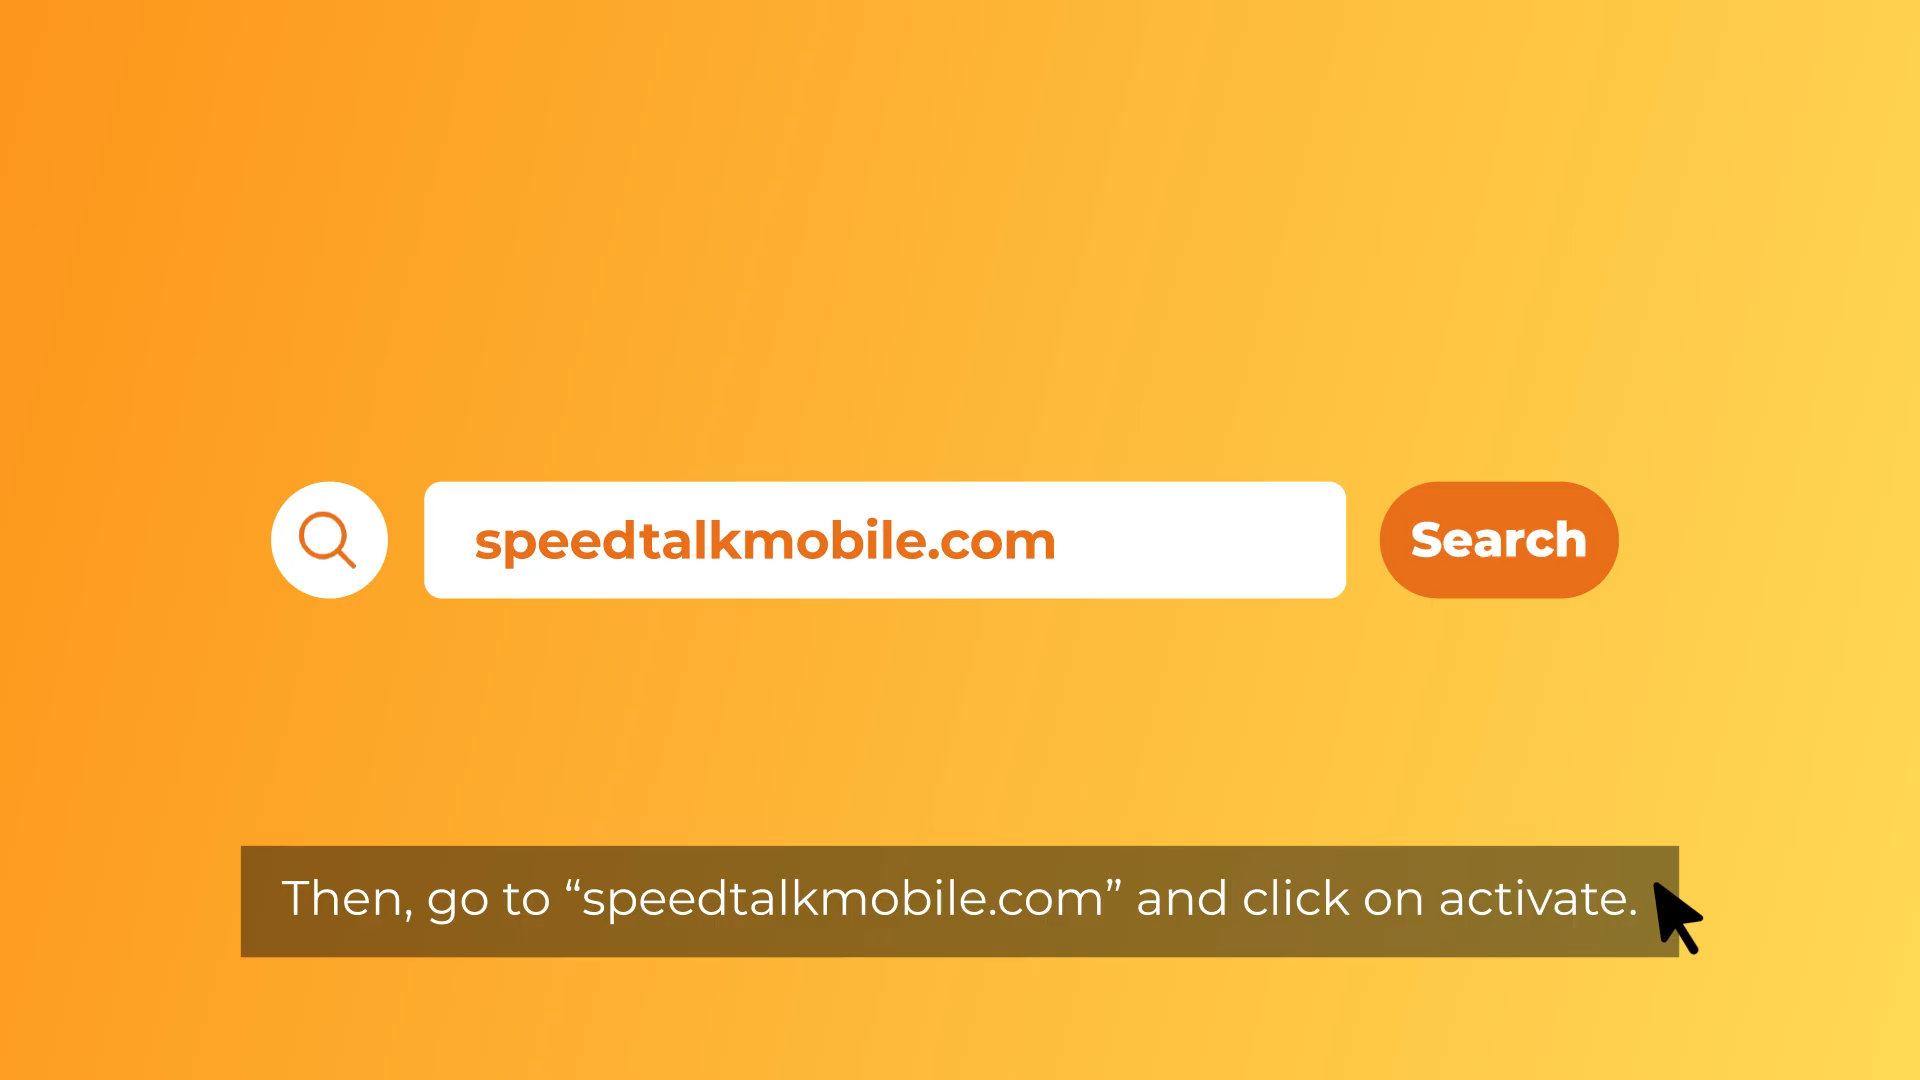 speedtalkmobile.com
Search
Then, go to “speedtalkmobile.com” and click on activate.